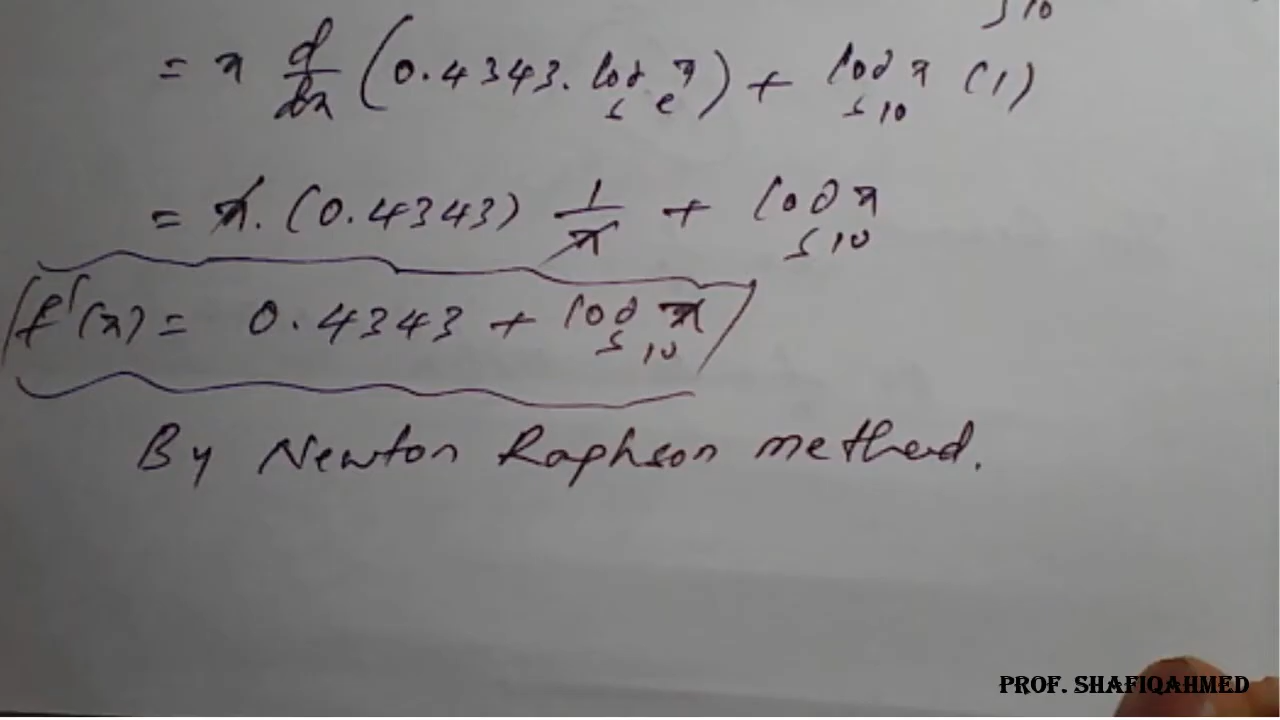 10
= x d/dx (0.4343. log_e x) + log_10 x (1)
= x. (0.4343) 1/x + log_10 x
f'(x) = 0.4343 + log_10 x
By Newton Raphson method.
PROF. SHAFIQAHMED